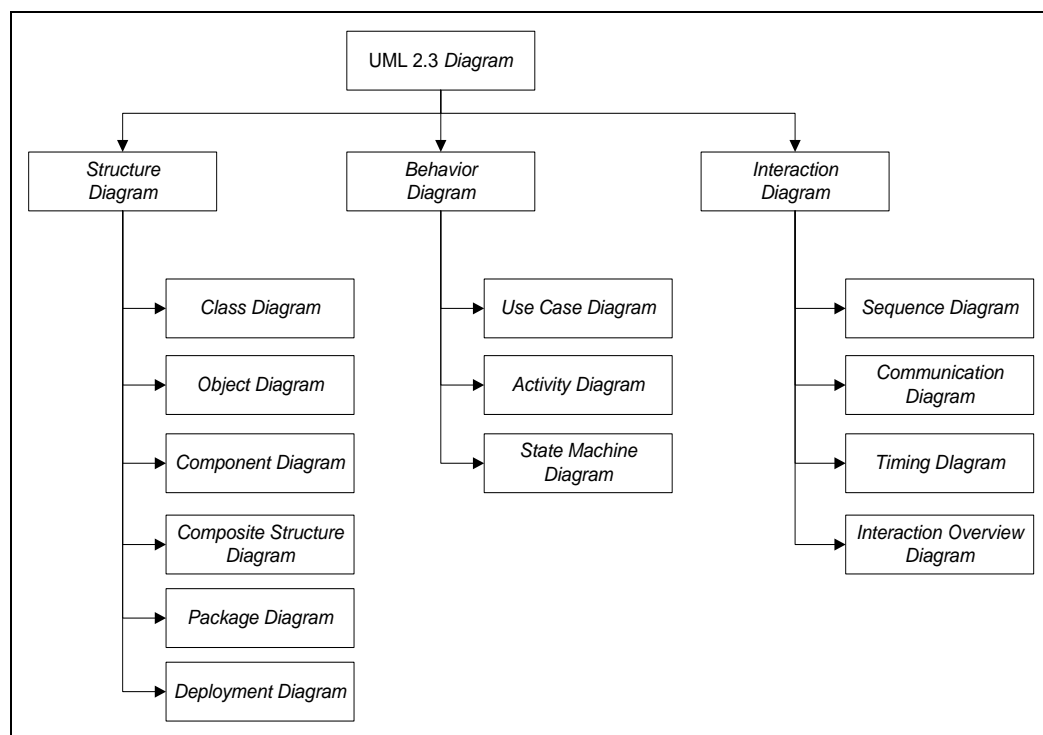 UML 2.3 Diagram
Structure
Diagram
Behavior
Diagram
Interaction
Diagram
Class Diagram
Object Diagram
Component Diagram
Composite Structure
Diagram
Package Diagram
Deployment Diagram
Use Case Diagram
Activity Diagram
State Machine
Diagram
Sequence Diagram
Communication
Diagram
Timing DIagram
Interaction Overview
Diagram